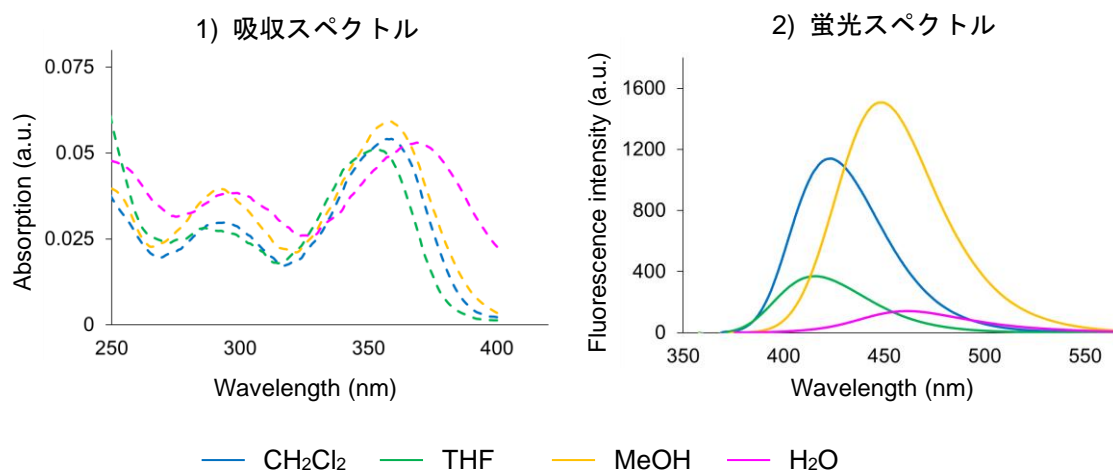 1) 吸収スペクトル
0.075
0.05
0.025
0
250
300
350
400
Absorption (a.u.)
Wavelength (nm)
2) 蛍光スペクトル
1600
1200
800
400
0
350
400
450
500
550
Fluorescence intensity (a.u.)
Wavelength (nm)
CH₂Cl₂
THF
MeOH
H₂O